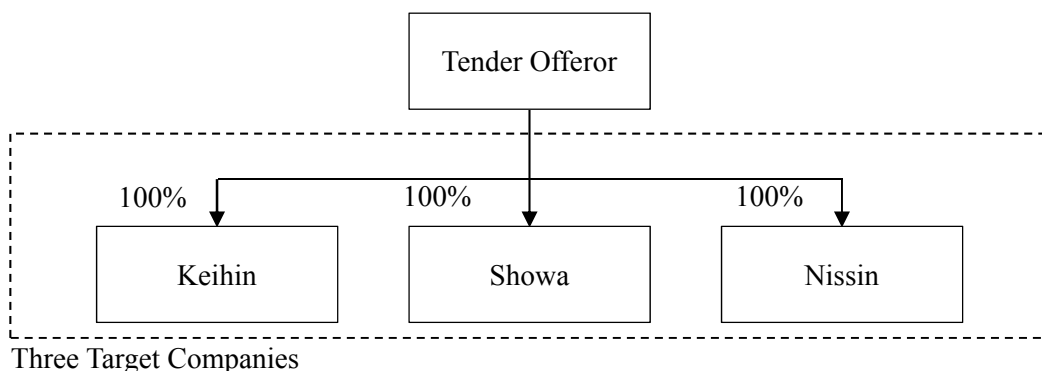 Tender Offeror
100%
100%
100%
Keihin
Showa
Nissin
Three Target Companies